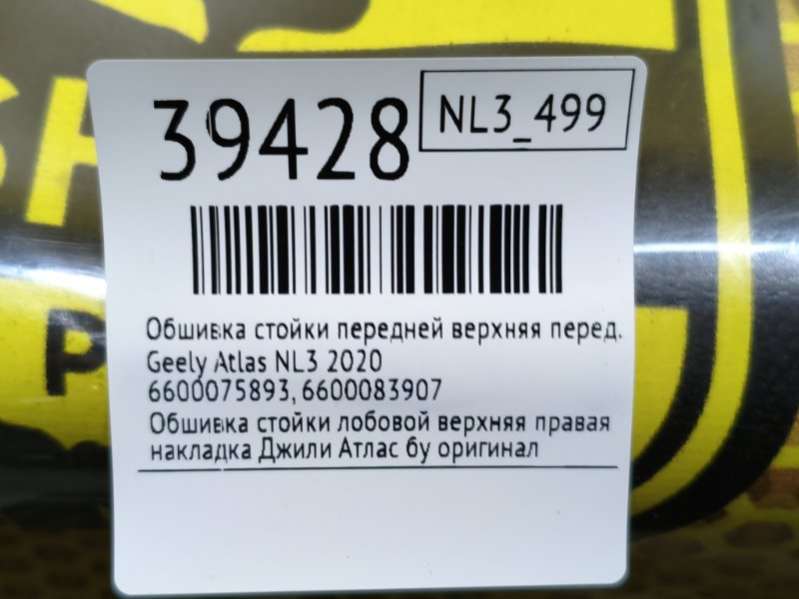 39428
NL3_499
Обшивка стойки передней верхняя перед.
Geely Atlas NL3 2020
6600075893, 6600083907
Обшивка стойки лобовой верхняя правая
накладка Джили Атлас бу оригинал